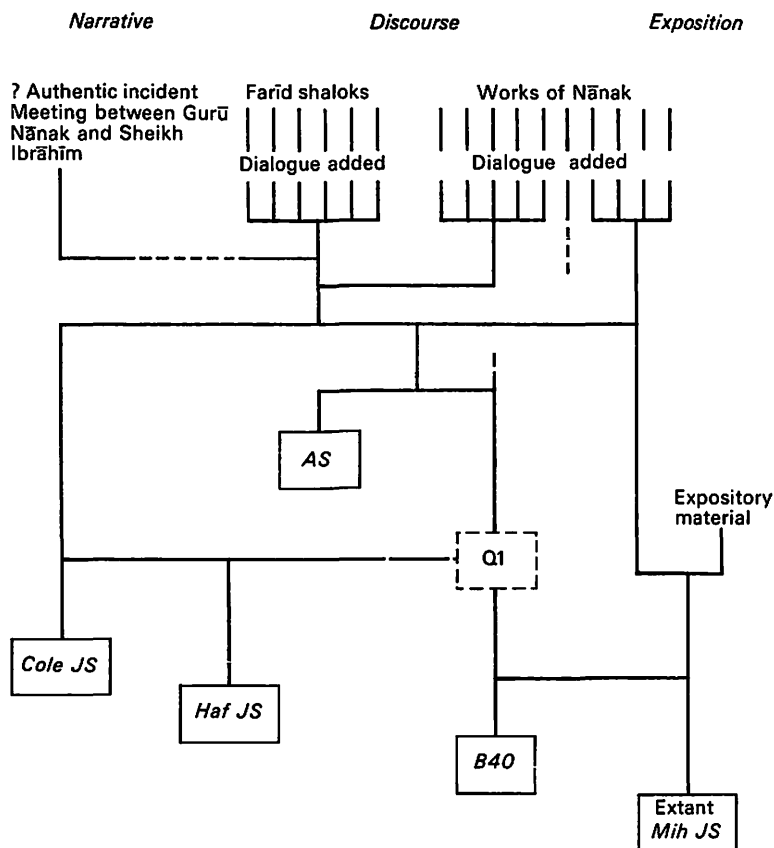 Narrative Discourse Exposition
? Authentic incident
Meeting between Gurū
Nānak and Sheikh
Ibrāhīm
Farīd shaloks
Dialogue added
Works of Nānak
Dialogue added
AS
Expository
material
Q1
Cole JS
Haf JS
B40
Extant
Mih JS